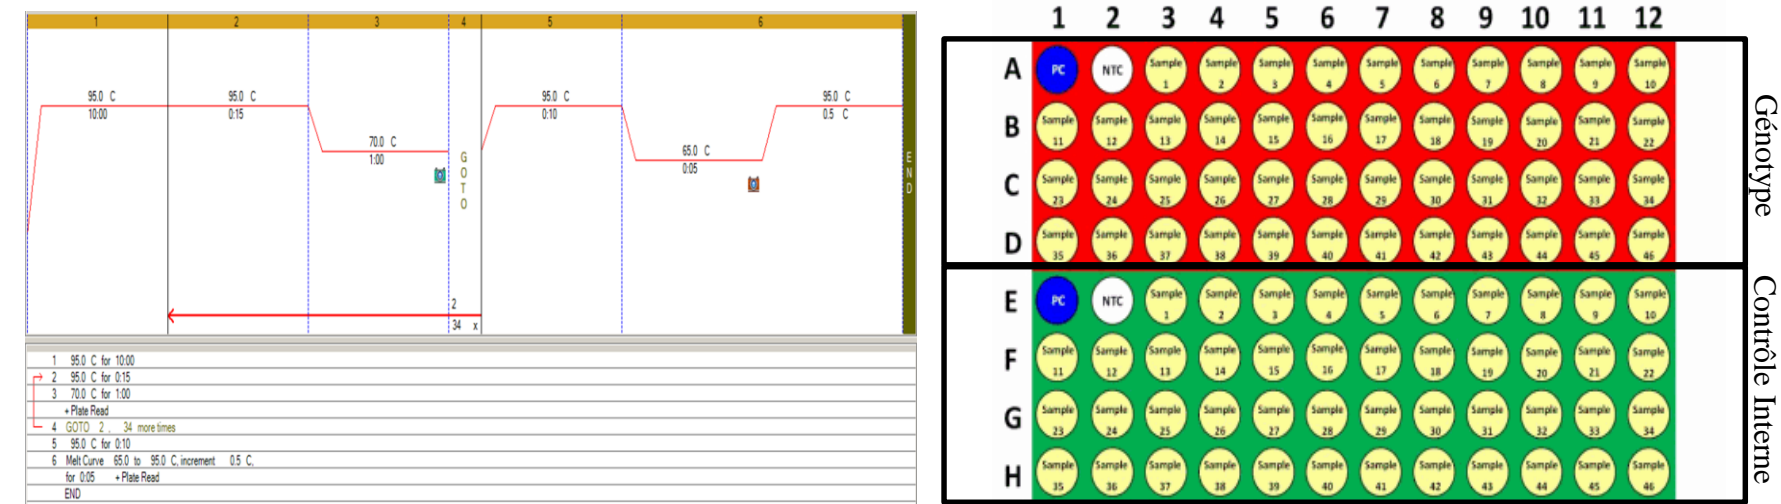 1 2 3 4 5 6
95.0 C 95.0 C 95.0 C 95.0 C
10:00 0:15 0:10 0.5 C
70.0 C
1:00
65.0 C
0:05
GOTO
END
2
34 x
1 95.0 C for 10:00
2 95.0 C for 0:15
3 70.0 C for 1:00
+ Plate Read
4 GOTO 2 , 34 more times
5 95.0 C for 0:10
6 Melt Curve 65.0 to 95.0 C, increment 0.5 C,
for 0:05 + Plate Read
END
1 2 3 4 5 6 7 8 9 10 11 12
A PC NTC Sample Sample Sample Sample Sample Sample Sample Sample Sample Sample
1 2 3 4 5 6 7 8 9 10
B Sample Sample Sample Sample Sample Sample Sample Sample Sample Sample Sample Sample
11 12 13 14 15 16 17 18 19 20 21 22
C Sample Sample Sample Sample Sample Sample Sample Sample Sample Sample Sample Sample
23 24 25 26 27 28 29 30 31 32 33 34
D Sample Sample Sample Sample Sample Sample Sample Sample Sample Sample Sample Sample
35 36 37 38 39 40 41 42 43 44 45 46
Génotype
E PC NTC Sample Sample Sample Sample Sample Sample Sample Sample Sample Sample
1 2 3 4 5 6 7 8 9 10
F Sample Sample Sample Sample Sample Sample Sample Sample Sample Sample Sample Sample
11 12 13 14 15 16 17 18 19 20 21 22
G Sample Sample Sample Sample Sample Sample Sample Sample Sample Sample Sample Sample
23 24 25 26 27 28 29 30 31 32 33 34
H Sample Sample Sample Sample Sample Sample Sample Sample Sample Sample Sample Sample
35 36 37 38 39 40 41 42 43 44 45 46
Contrôle Interne